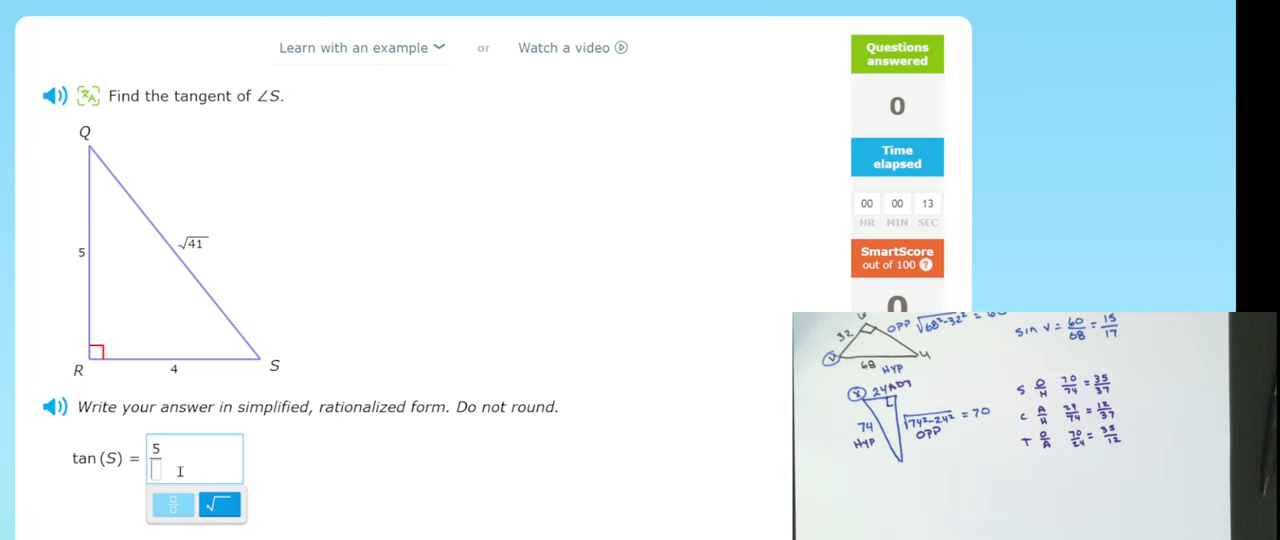 Learn with an example or Watch a video
Questions answered
0
Find the tangent of ∠S.
Q
Time elapsed
00 00 13
HR MIN SEC
√41
5
SmartScore out of 100 ?
0
R
4
S
Write your answer in simplified, rationalized form. Do not round.
tan (S) = 5
√
32
OPP √68²-32² =
sin V = 60/68 = 15/17
V
68
HYP
X
24 ADJ
74
HYP
√74²-24² = 70
OPP
S O/H 70/74 = 35/37
C A/H 24/74 = 12/37
T O/A 70/24 = 35/12